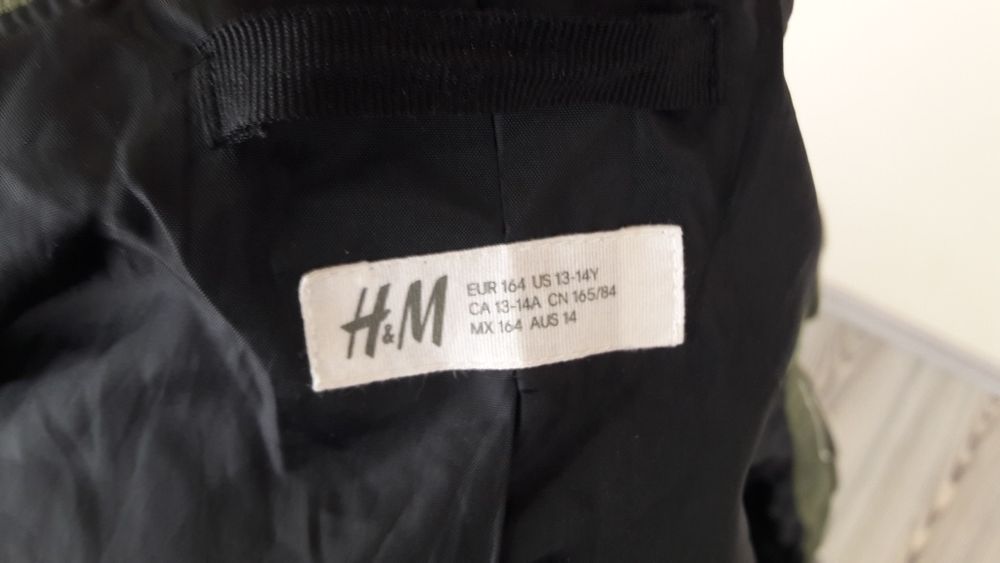 H&M
EUR 164 US 13-14Y
CA 13-14A CN 165/84
MX 164 AUS 14